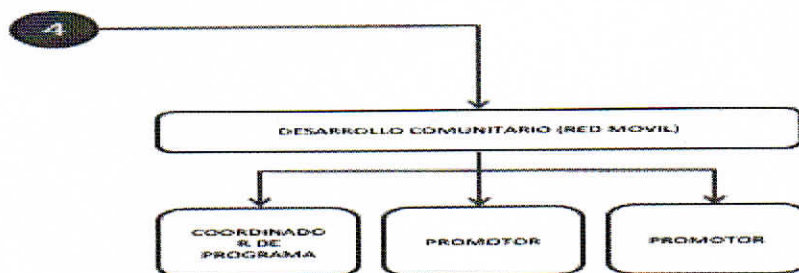 4
DESARROLLO COMUNITARIO (RED MOVIL)
COORDINADO
R DE
PROGRAMA
PROMOTOR
PROMOTOR